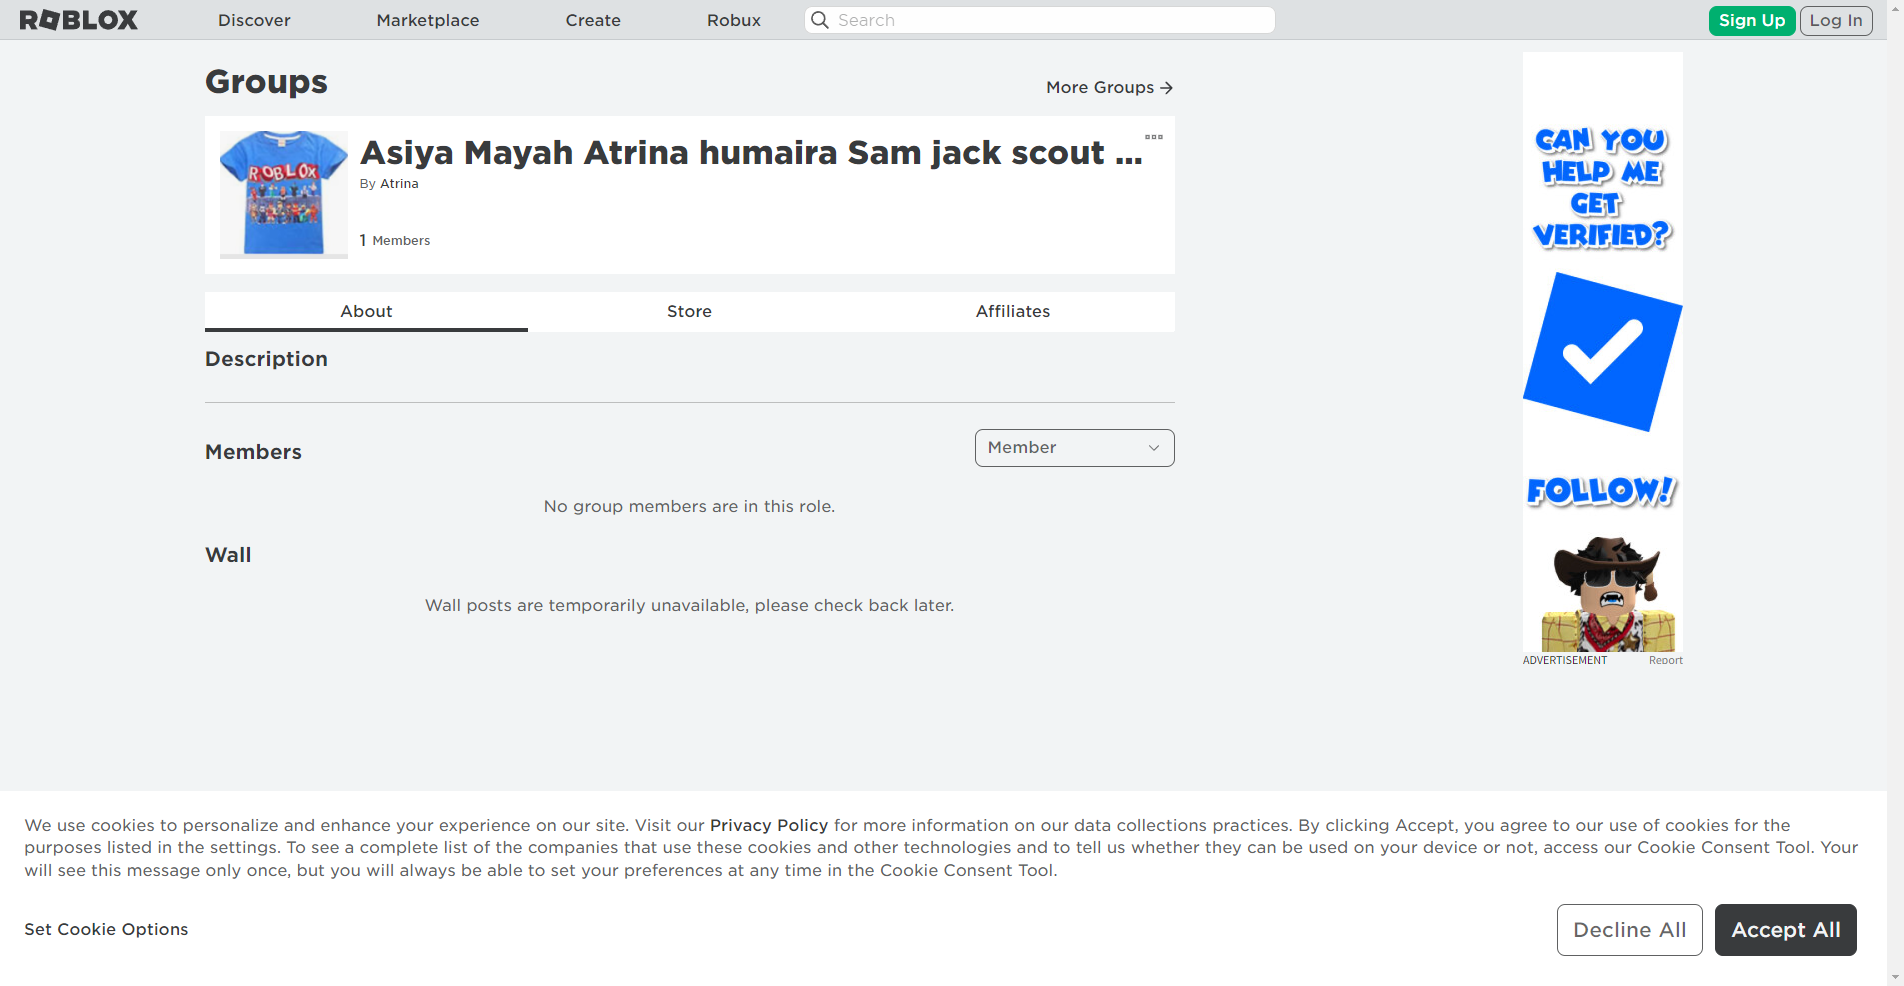 ROBLOX
Discover
Marketplace
Create
Robux
Search
Sign Up
Log In
Groups
More Groups
ROBLOX
Asiya Mayah Atrina humaira Sam jack scout ...
By Atrina
1 Members
About
Store
Affiliates
Description
Members
Member
No group members are in this role.
Wall
Wall posts are temporarily unavailable, please check back later.
CAN YOU
HELP ME
GET
VERIFIED?
FOLLOW!
ADVERTISEMENT
Report
We use cookies to personalize and enhance your experience on our site. Visit our Privacy Policy for more information on our data collections practices. By clicking Accept, you agree to our use of cookies for the
purposes listed in the settings. To see a complete list of the companies that use these cookies and other technologies and to tell us whether they can be used on your device or not, access our Cookie Consent Tool. Your
will see this message only once, but you will always be able to set your preferences at any time in the Cookie Consent Tool.
Set Cookie Options
Decline All
Accept All